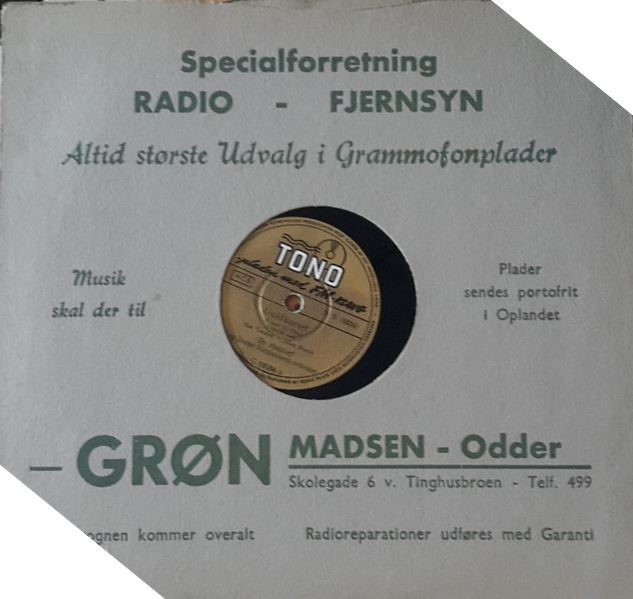 Specialforretning
RADIO - FJERNSYN
Altid største Udvalg i Grammofonplader
Musik
skal der til
TONO
Plader
sendes portofrit
i Oplandet
– GRØN MADSEN - Odder
Skolegade 6 v. Tinghusbroen - Telf. 499
kommer overalt
Radioreparationer udføres med Garanti